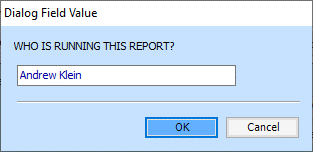 Dialog Field Value
WHO IS RUNNING THIS REPORT?
Andrew Klein
OK
Cancel